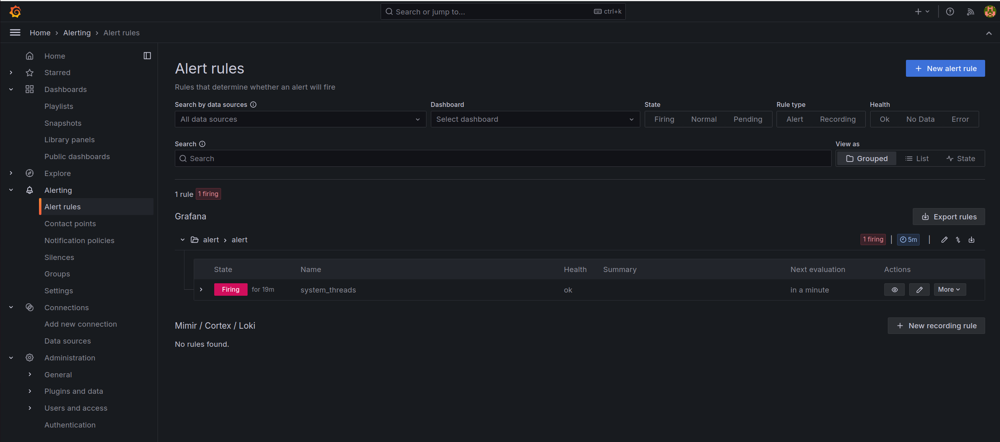 Search or jump to... ctrl+k
Home > Alerting > Alert rules
Home
Starred
Dashboards
Playlists
Snapshots
Library panels
Public dashboards
Explore
Alerting
Alert rules
Contact points
Notification policies
Silences
Groups
Settings
Connections
Add new connection
Data sources
Administration
General
Plugins and data
Users and access
Authentication
Alert rules
New alert rule
Rules that determine whether an alert will fire
Search by data sources Dashboard State Rule type Health
All data sources Select dashboard Firing Normal Pending Alert Recording Ok No Data Error
Search View as
Search Grouped List State
1 rule 1 firing
Grafana Export rules
alert > alert 1 firing | 5m |
State Name Health Summary Next evaluation Actions
Firing for 19m system_threads ok in a minute More
Mimir / Cortex / Loki New recording rule
No rules found.